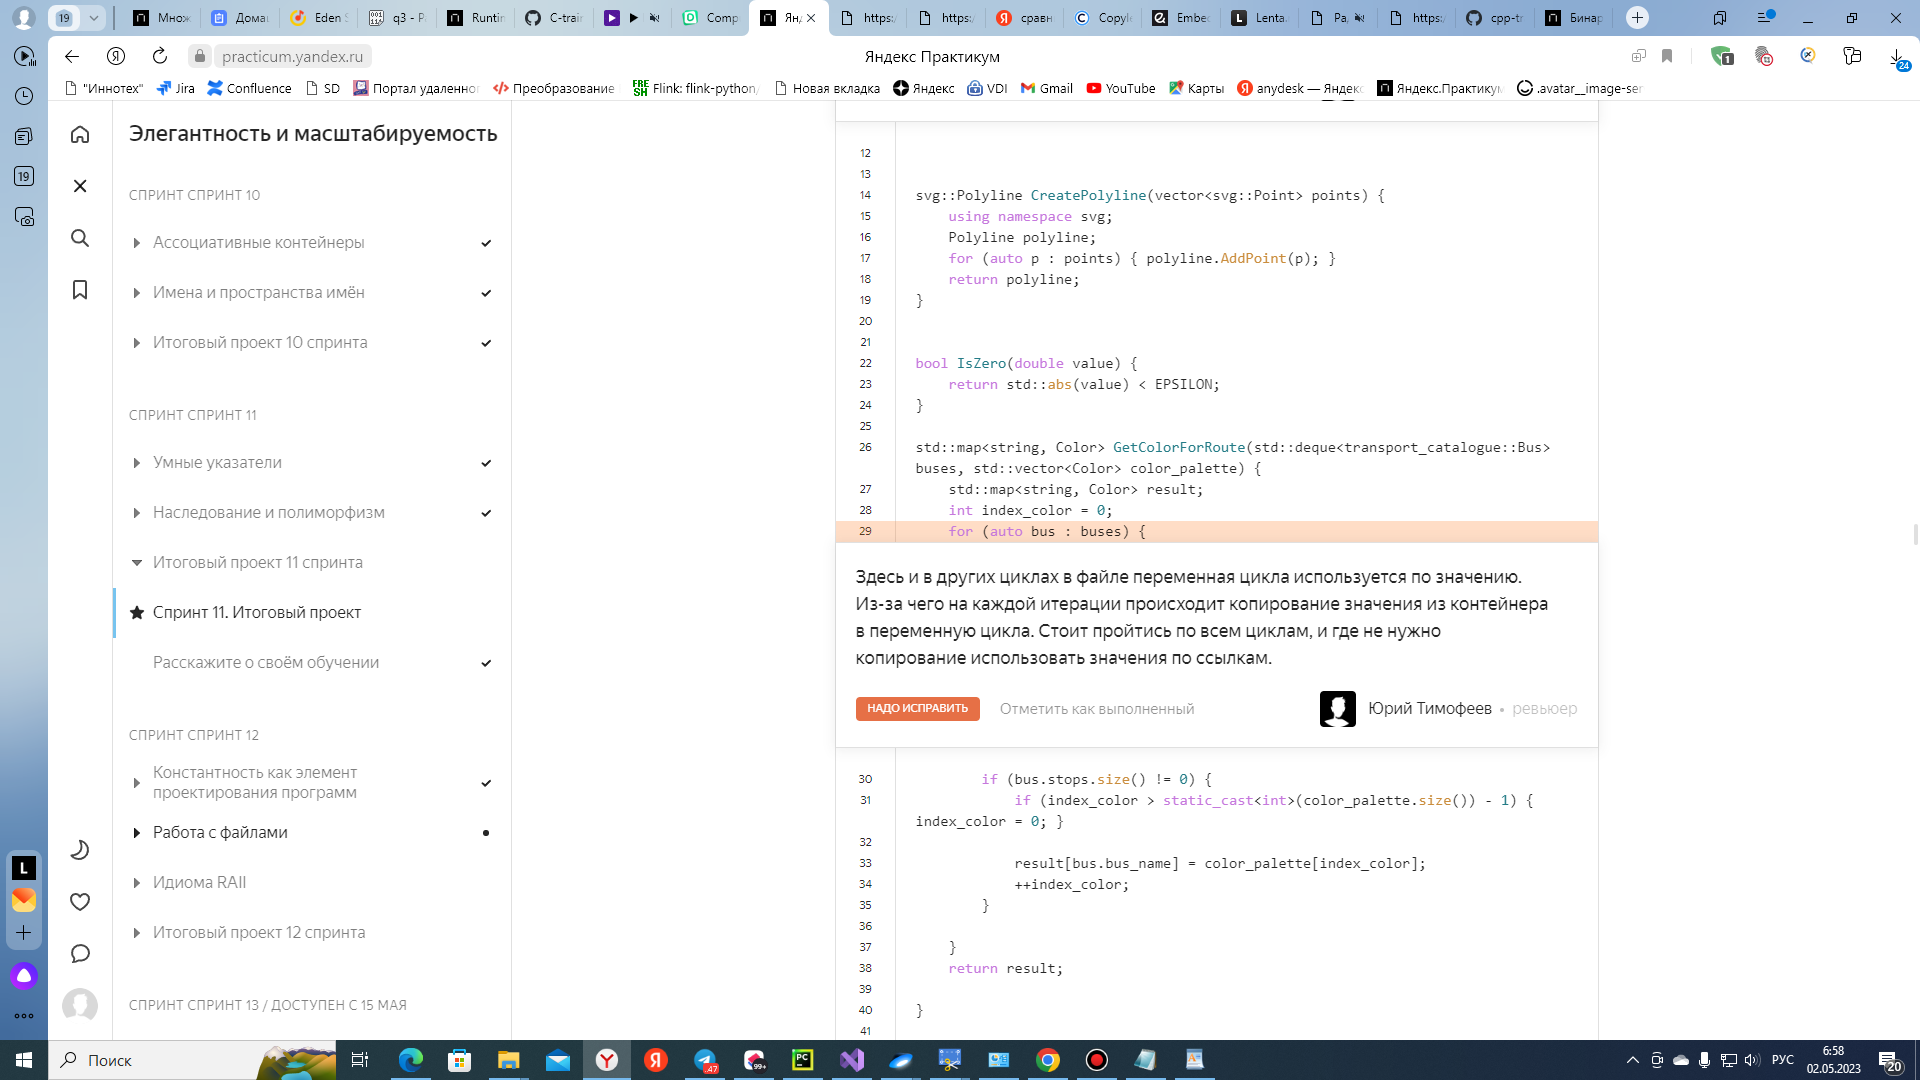 19
Множ
Домаш
Eden S
q3 - Р
Runtin
C-train
Comp
Янд
https:/
https:/
сравн
Copyle
Embed
Lenta.
Ра,
https:/
cpp-tr
Бинар
practicum.yandex.ru
Яндекс Практикум
1
24
"Иннотех"
Jira
Confluence
SD
Портал удаленног
Преобразование
Flink: flink-python/
Новая вкладка
Яндекс
VDI
Gmail
YouTube
Карты
anydesk — Яндекс
Яндекс.Практикум
.avatar__image-ser
19
Элегантность и масштабируемость
СПРИНТ СПРИНТ 10
Ассоциативные контейнеры
Имена и пространства имён
Итоговый проект 10 спринта
СПРИНТ СПРИНТ 11
Умные указатели
Наследование и полиморфизм
Итоговый проект 11 спринта
Спринт 11. Итоговый проект
Расскажите о своём обучении
СПРИНТ СПРИНТ 12
Константность как элемент
проектирования программ
Работа с файлами
Идиома RAII
Итоговый проект 12 спринта
СПРИНТ СПРИНТ 13 / ДОСТУПЕН С 15 МАЯ
12
13
14 svg::Polyline CreatePolyline(vector<svg::Point> points) {
15 using namespace svg;
16 Polyline polyline;
17 for (auto p : points) { polyline.AddPoint(p); }
18 return polyline;
19 }
20
21
22 bool IsZero(double value) {
23 return std::abs(value) < EPSILON;
24 }
25
26 std::map<string, Color> GetColorForRoute(std::deque<transport_catalogue::Bus>
buses, std::vector<Color> color_palette) {
27 std::map<string, Color> result;
28 int index_color = 0;
29 for (auto bus : buses) {
Здесь и в других циклах в файле переменная цикла используется по значению.
Из-за чего на каждой итерации происходит копирование значения из контейнера
в переменную цикла. Стоит пройтись по всем циклам, и где не нужно
копирование использовать значения по ссылкам.
НАДО ИСПРАВИТЬ
Отметить как выполненный
Юрий Тимофеев • ревьюер
30 if (bus.stops.size() != 0) {
31 if (index_color > static_cast<int>(color_palette.size()) - 1) {
index_color = 0; }
32
33 result[bus.bus_name] = color_palette[index_color];
34 ++index_color;
35 }
36
37 }
38 return result;
39
40 }
41
L
Поиск
47
99+
PC
РУС
6:58
02.05.2023
20